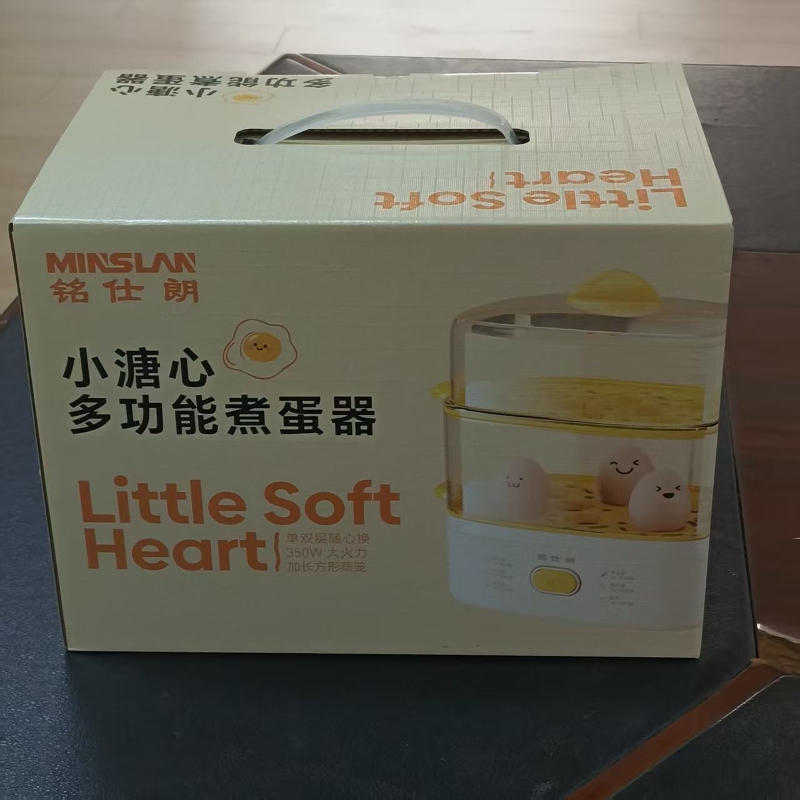 小溏心
多功能煮蛋器
Little Soft
Heart
MINSLAN
铭仕朗
小溏心
多功能煮蛋器
Little Soft
Heart
单双层随心换
350W 大火力
加长方形蒸笼
铭仕朗